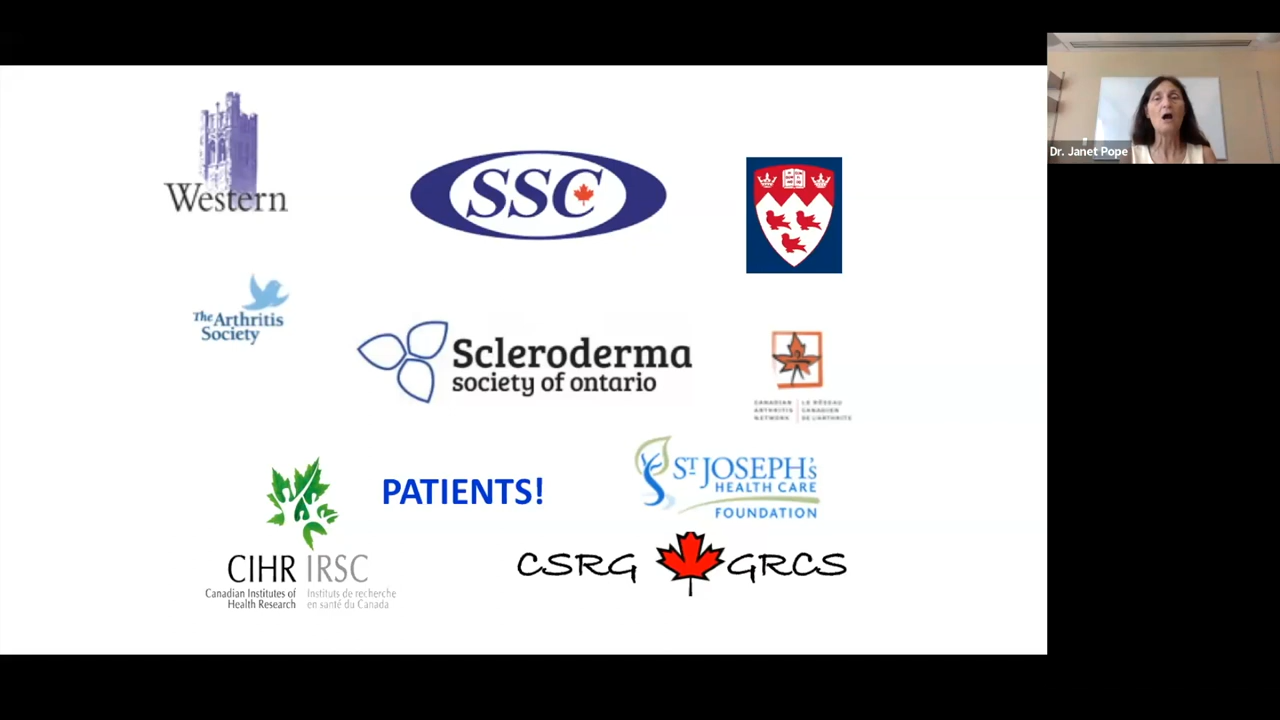 Western
SSC
Dr. Janet Pope
The Arthritis
Society
Scleroderma
society of ontario
CANADIAN
ARTHRITIS
NETWORK
LE RÉSEAU
CANADIEN
DE L'ARTHRITE
PATIENTS!
ST JOSEPH's
HEALTH CARE
FOUNDATION
CIHR IRSC
Canadian Institutes of
Health Research
Instituts de recherche
en santé du Canada
CSRG GRCS